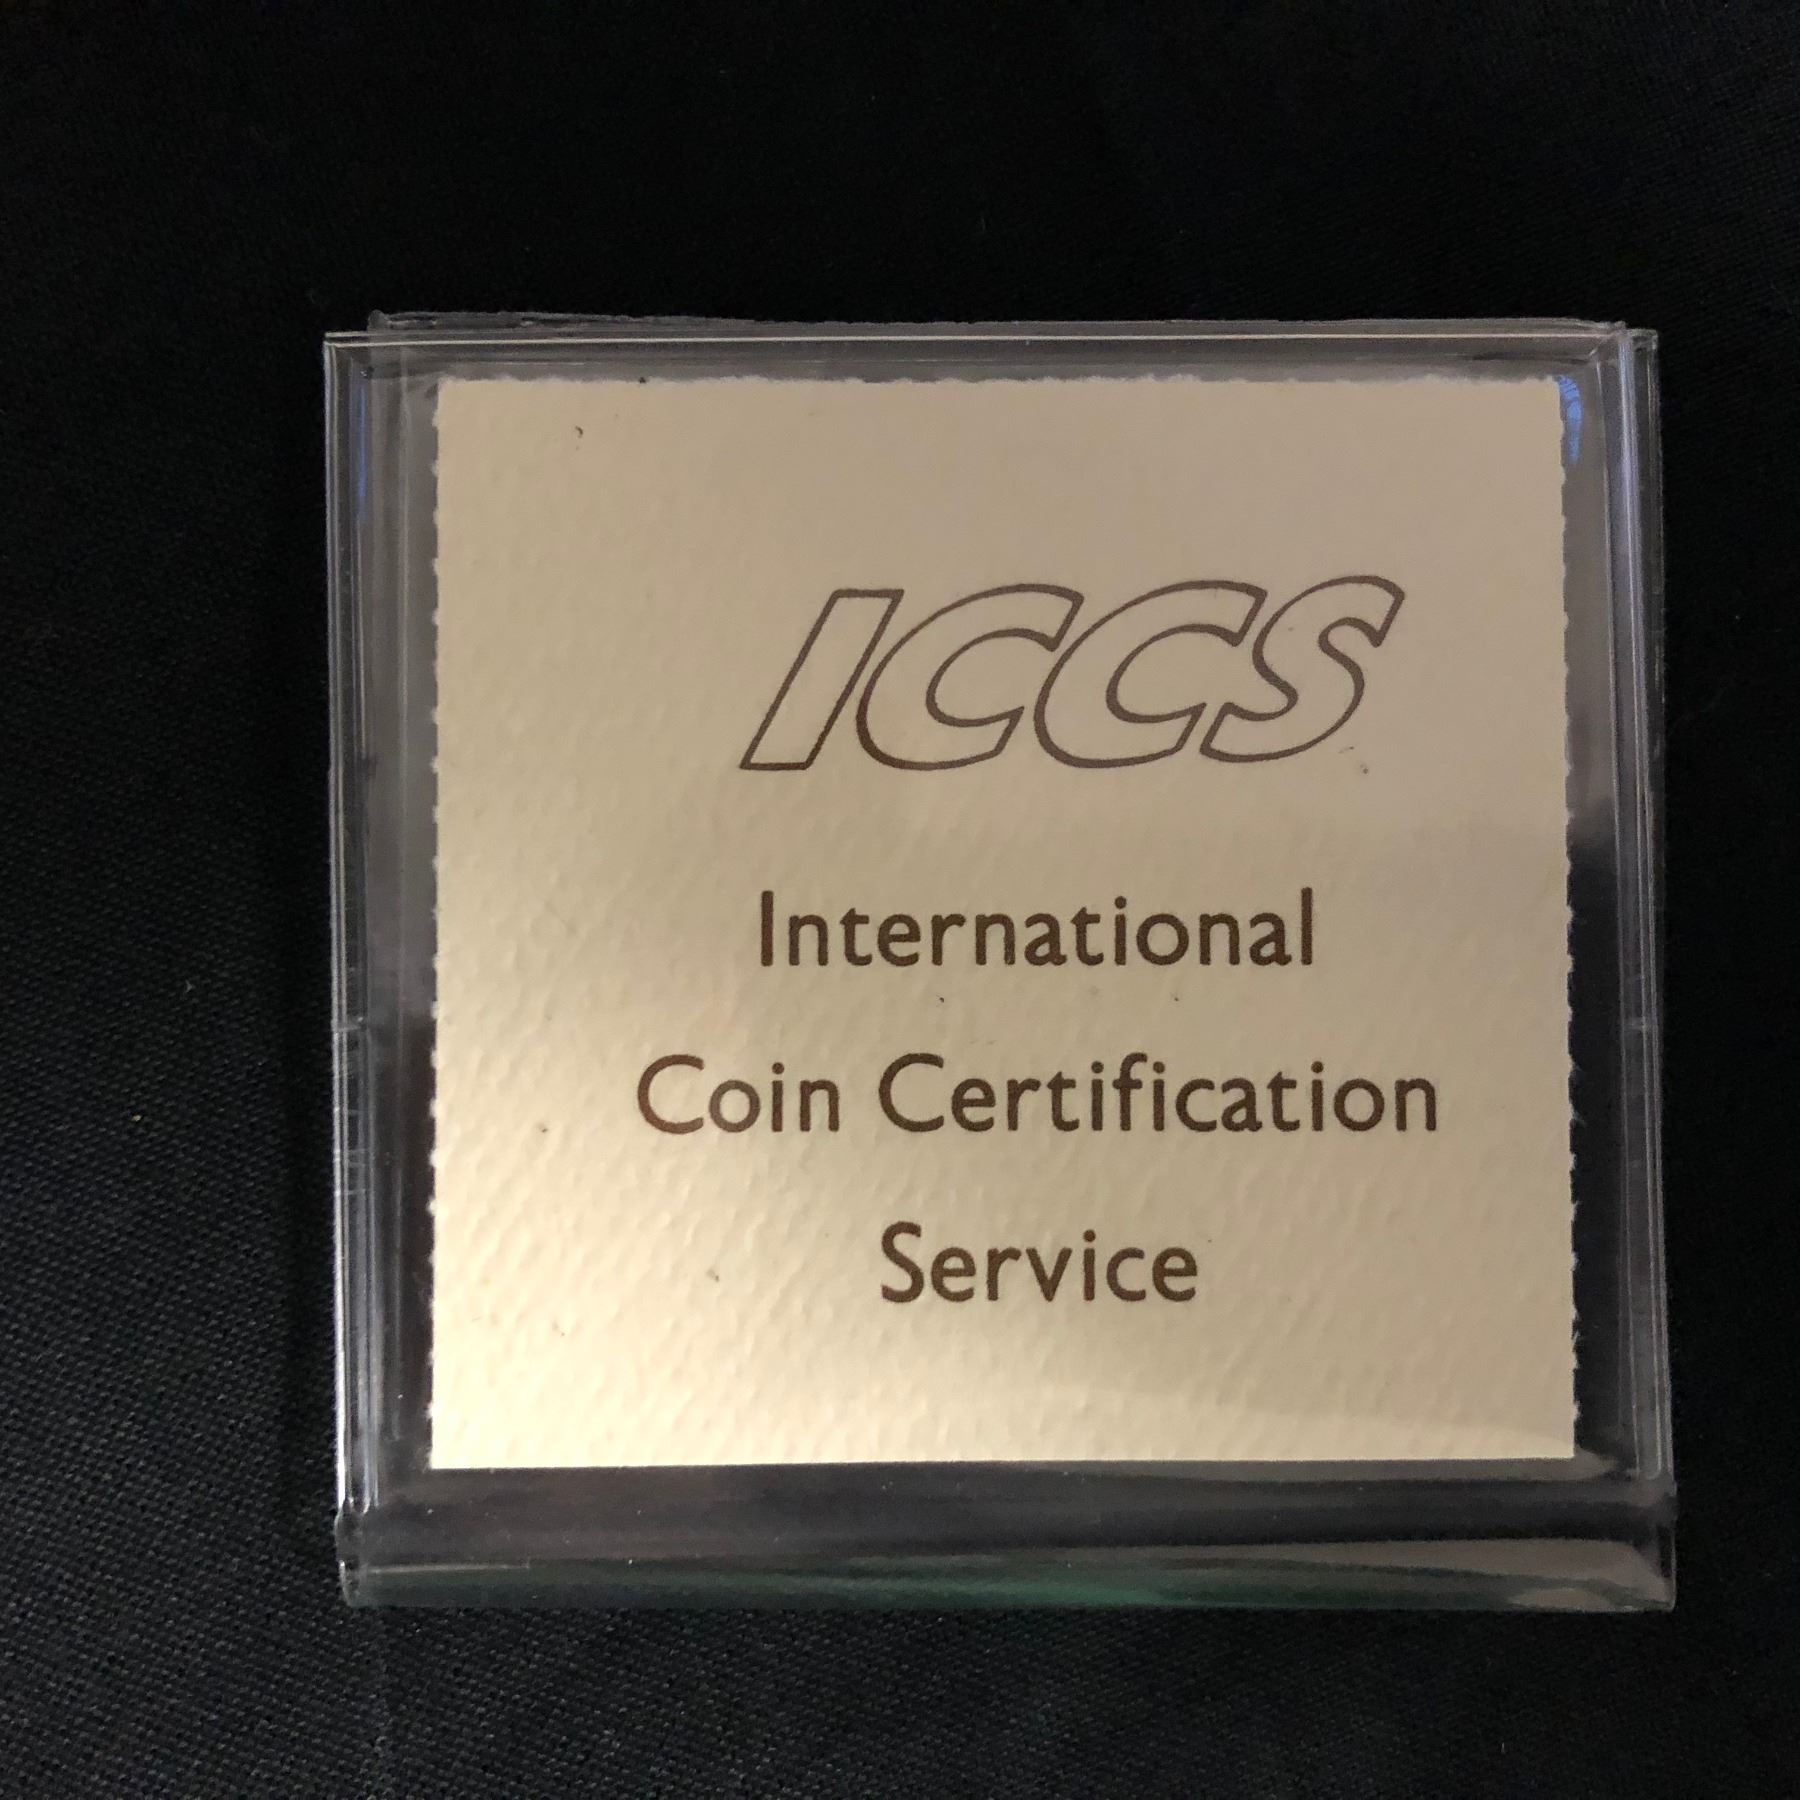 ICCS
International
Coin Certification
Service